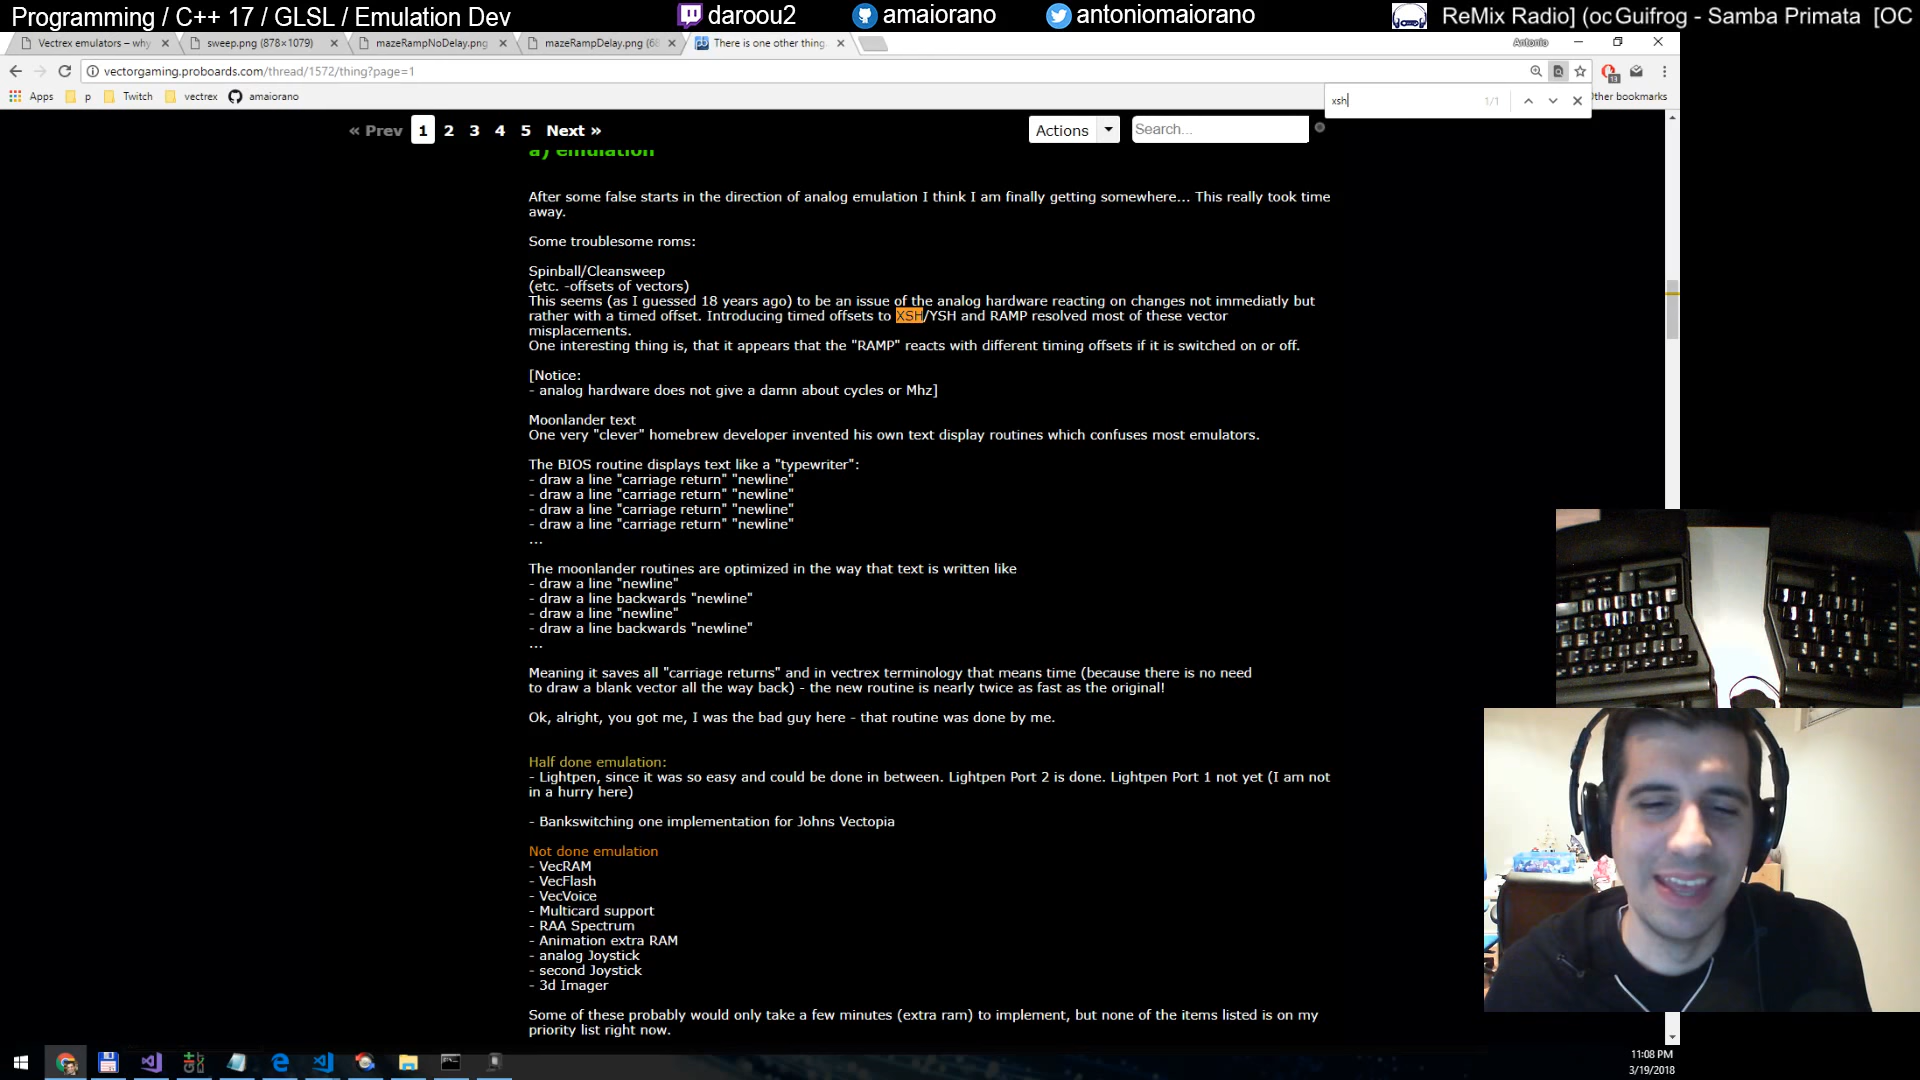 Programming / C++ 17 / GLSL / Emulation Dev
daroou2
amaiorano
antoniomaiorano
ReMix Radio] (oc Guifrog - Samba Primata [OC
Vectrex emulators – why
sweep.png (878×1079)
mazeRampNoDelay.png
mazeRampDelay.png (68
There is one other thing
Antonio
vectorgaming.proboards.com/thread/1572/thing?page=1
Apps
p
Twitch
vectrex
amaiorano
xsh
1/1
ther bookmarks
« Prev 1 2 3 4 5 Next »
Actions
Search...
a) emulation
After some false starts in the direction of analog emulation I think I am finally getting somewhere... This really took time
away.
Some troublesome roms:
Spinball/Cleansweep
(etc. -offsets of vectors)
This seems (as I guessed 18 years ago) to be an issue of the analog hardware reacting on changes not immediatly but
rather with a timed offset. Introducing timed offsets to XSH/YSH and RAMP resolved most of these vector
misplacements.
One interesting thing is, that it appears that the "RAMP" reacts with different timing offsets if it is switched on or off.
[Notice:
- analog hardware does not give a damn about cycles or Mhz]
Moonlander text
One very "clever" homebrew developer invented his own text display routines which confuses most emulators.
The BIOS routine displays text like a "typewriter":
- draw a line "carriage return" "newline"
- draw a line "carriage return" "newline"
- draw a line "carriage return" "newline"
- draw a line "carriage return" "newline"
...
The moonlander routines are optimized in the way that text is written like
- draw a line "newline"
- draw a line backwards "newline"
- draw a line "newline"
- draw a line backwards "newline"
...
Meaning it saves all "carriage returns" and in vectrex terminology that means time (because there is no need
to draw a blank vector all the way back) - the new routine is nearly twice as fast as the original!
Ok, alright, you got me, I was the bad guy here - that routine was done by me.
Half done emulation:
- Lightpen, since it was so easy and could be done in between. Lightpen Port 2 is done. Lightpen Port 1 not yet (I am not
in a hurry here)
- Bankswitching one implementation for Johns Vectopia
Not done emulation
- VecRAM
- VecFlash
- VecVoice
- Multicard support
- RAA Spectrum
- Animation extra RAM
- analog Joystick
- second Joystick
- 3d Imager
Some of these probably would only take a few minutes (extra ram) to implement, but none of the items listed is on my
priority list right now.
11:08 PM
3/19/2018